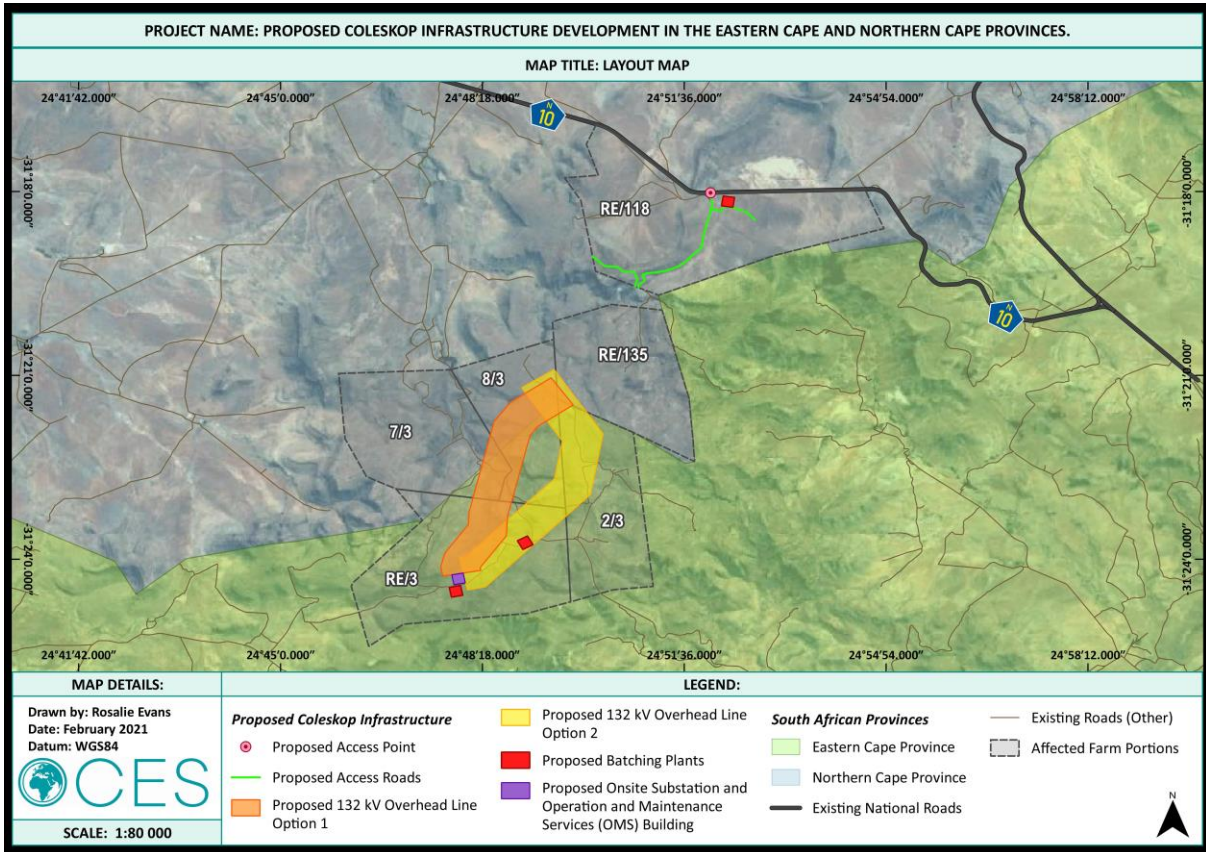 PROJECT NAME: PROPOSED COLESKOP INFRASTRUCTURE DEVELOPMENT IN THE EASTERN CAPE AND NORTHERN CAPE PROVINCES.
MAP TITLE: LAYOUT MAP
24°41'42.000" 24°45'0.000" 24°48'18.000" 24°51'36.000" 24°54'54.000" 24°58'12.000"
N
10
-31°18'0.000"
-31°18'0.000"
RE/118
N
10
RE/135
-31°21'0.000"
-31°21'0.000"
8/3
7/3
2/3
-31°24'0.000"
-31°24'0.000"
RE/3
24°41'42.000" 24°45'0.000" 24°48'18.000" 24°51'36.000" 24°54'54.000" 24°58'12.000"
MAP DETAILS:
Drawn by: Rosalie Evans
Date: February 2021
Datum: WGS84
CES
SCALE: 1:80 000
LEGEND:
Proposed Coleskop Infrastructure
Proposed Access Point
Proposed Access Roads
Proposed 132 kV Overhead Line
Option 1
Proposed 132 kV Overhead Line
Option 2
Proposed Batching Plants
Proposed Onsite Substation and
Operation and Maintenance
Services (OMS) Building
South African Provinces
Eastern Cape Province
Northern Cape Province
Existing National Roads
Existing Roads (Other)
Affected Farm Portions
N